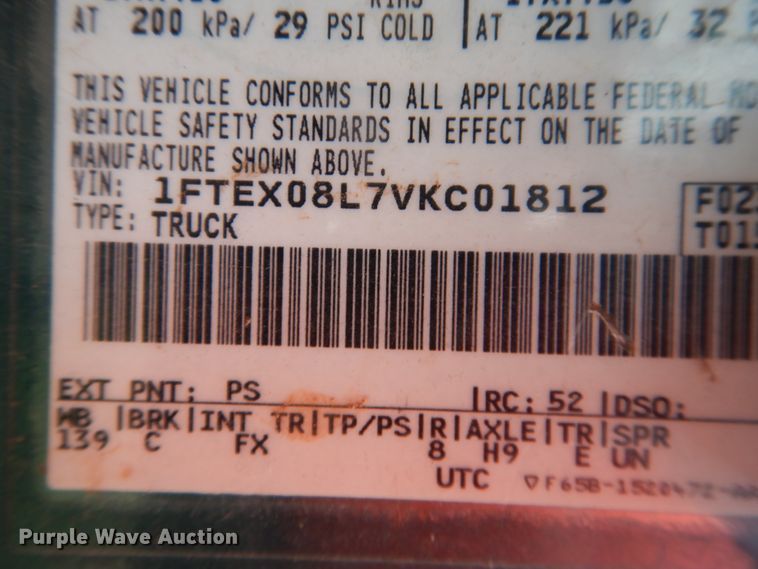 AT 200 kPa/ 29 PSI COLD AT 221 kPa/ 32
THIS VEHICLE CONFORMS TO ALL APPLICABLE FEDERAL
VEHICLE SAFETY STANDARDS IN EFFECT ON THE DATE OF
MANUFACTURE SHOWN ABOVE.
VIN: 1FTEX08L7VKC01812
TYPE: TRUCK
EXT PNT: PS |RC: 52 |DSO:
WB |BRK|INT TR|TP/PS|R|AXLE|TR|SPR
139 C FX 8 H9 E UN
UTC
Purple Wave Auction